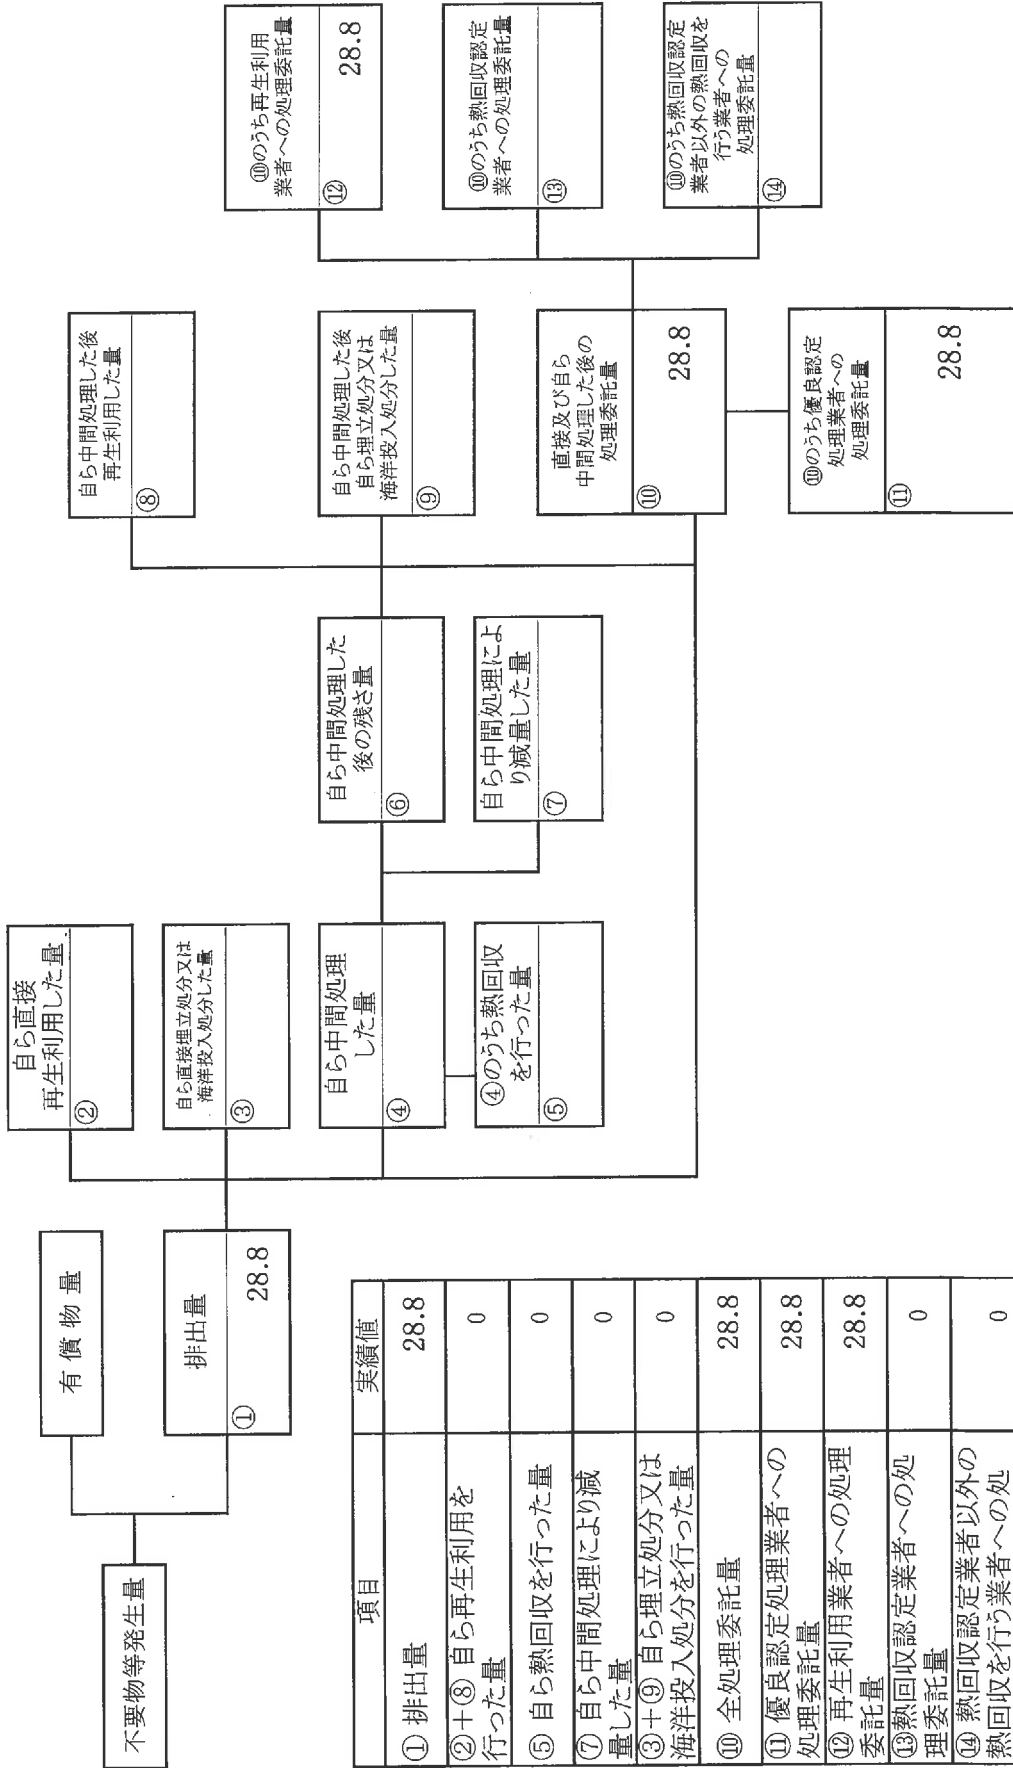 不要物等発生量
有 償 物 量
排出量
①
28.8
自ら直接
再生利用した量
②
自ら直接埋立処分又は
海洋投入処分した量
③
自ら中間処理
した量
④
④のうち熱回収
を行った量
⑤
自ら中間処理した
後の残さ量
⑥
自ら中間処理によ
り減量した量
⑦
自ら中間処理した後
再生利用した量
⑧
自ら中間処理した後
自ら埋立処分又は
海洋投入処分した量
⑨
直接及び自ら
中間処理した後の
処理委託量
⑩
28.8
⑩のうち優良認定
処理業者への
処理委託量
⑪
28.8
⑩のうち再生利用
業者への処理委託量
⑫
28.8
⑩のうち熱回収認定
業者への処理委託量
⑬
⑩のうち熱回収認定
業者以外の熱回収を
行う業者への
処理委託量
⑭
項目 実績値
① 排出量 28.8
②+⑧ 自ら再生利用を
行った量 0
⑤ 自ら熱回収を行った量 0
⑦ 自ら中間処理により減
量した量 0
③+⑨ 自ら埋立処分又は
海洋投入処分を行った量 0
⑩ 全処理委託量 28.8
⑪ 優良認定処理業者への
処理委託量 28.8
⑫ 再生利用業者への処理
委託量 28.8
⑬熱回収認定業者への処
理委託量 0
⑭ 熱回収認定業者以外の
熱回収を行う業者への処 0